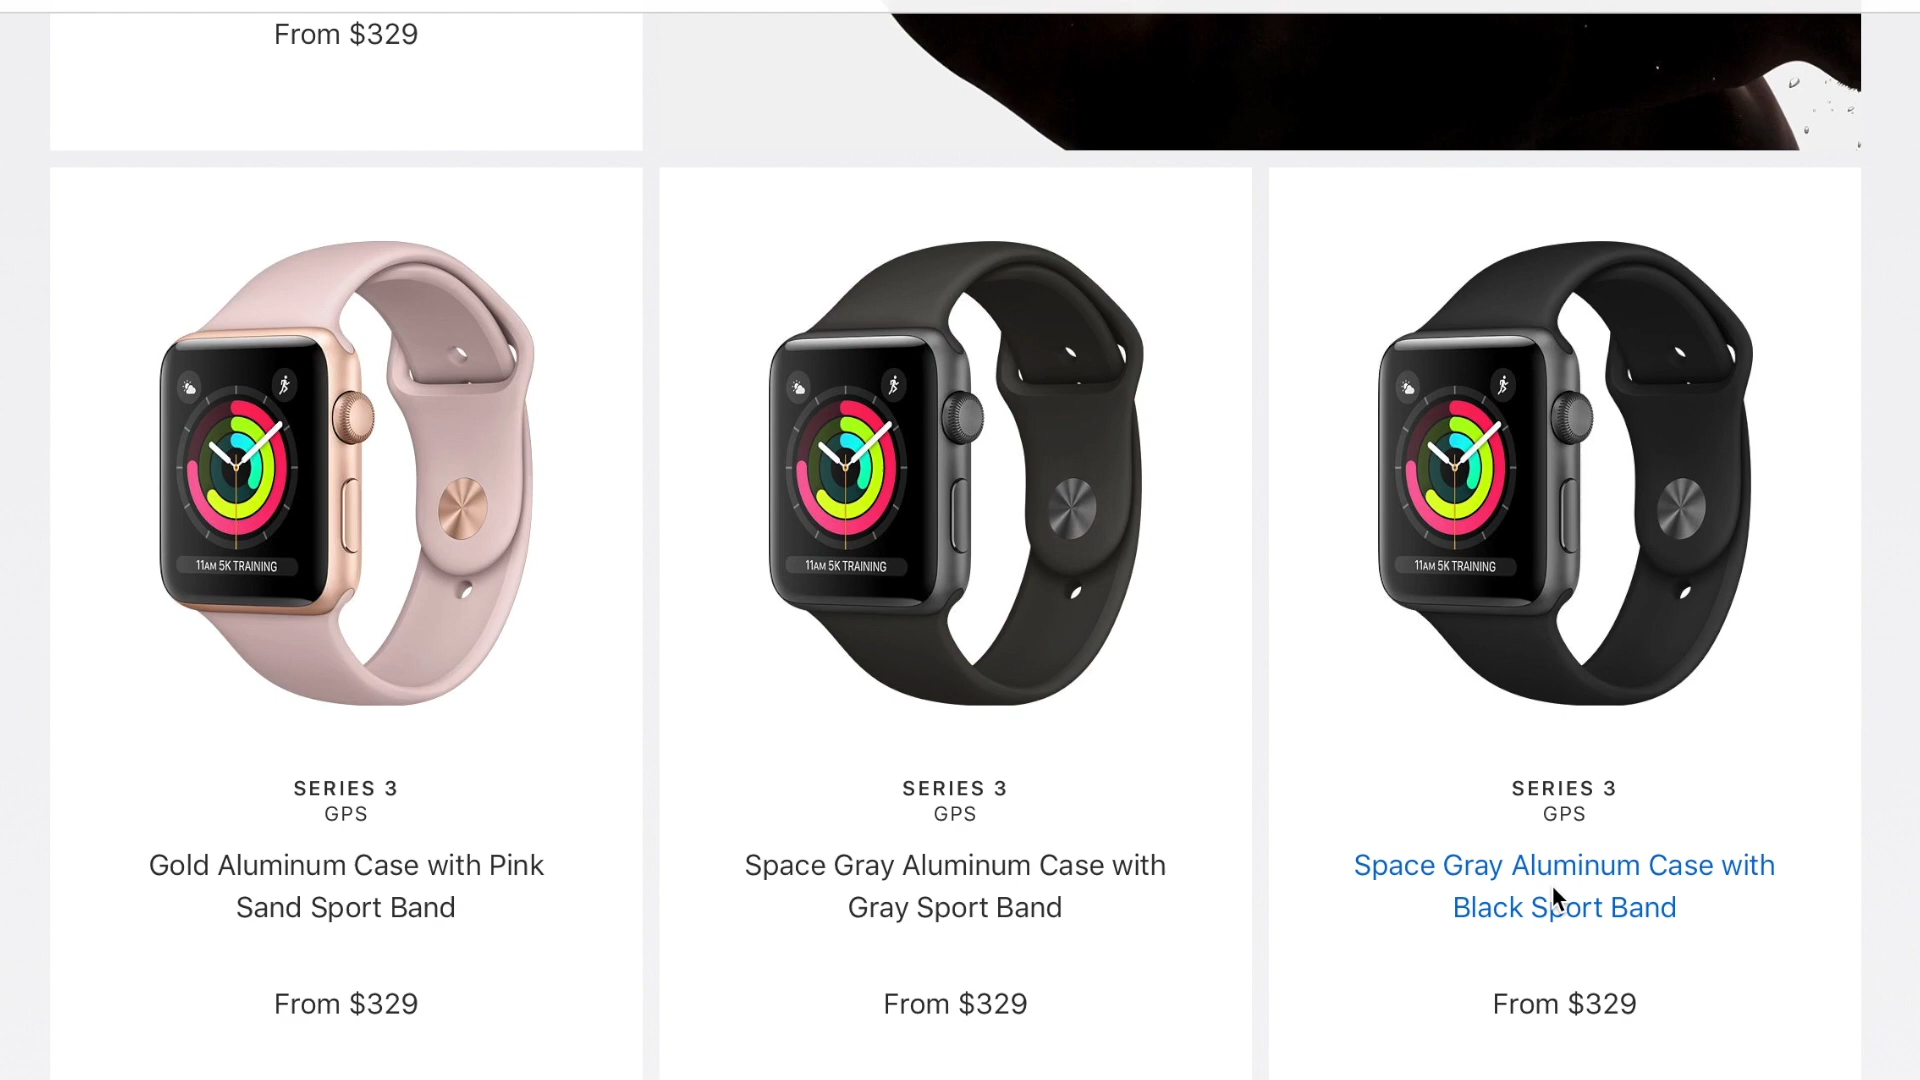 From $329
11AM 5K TRAINING
11AM 5K TRAINING
11AM 5K TRAINING
SERIES 3
GPS
Gold Aluminum Case with Pink
Sand Sport Band
From $329
SERIES 3
GPS
Space Gray Aluminum Case with
Gray Sport Band
From $329
SERIES 3
GPS
Space Gray Aluminum Case with
Black Sport Band
From $329